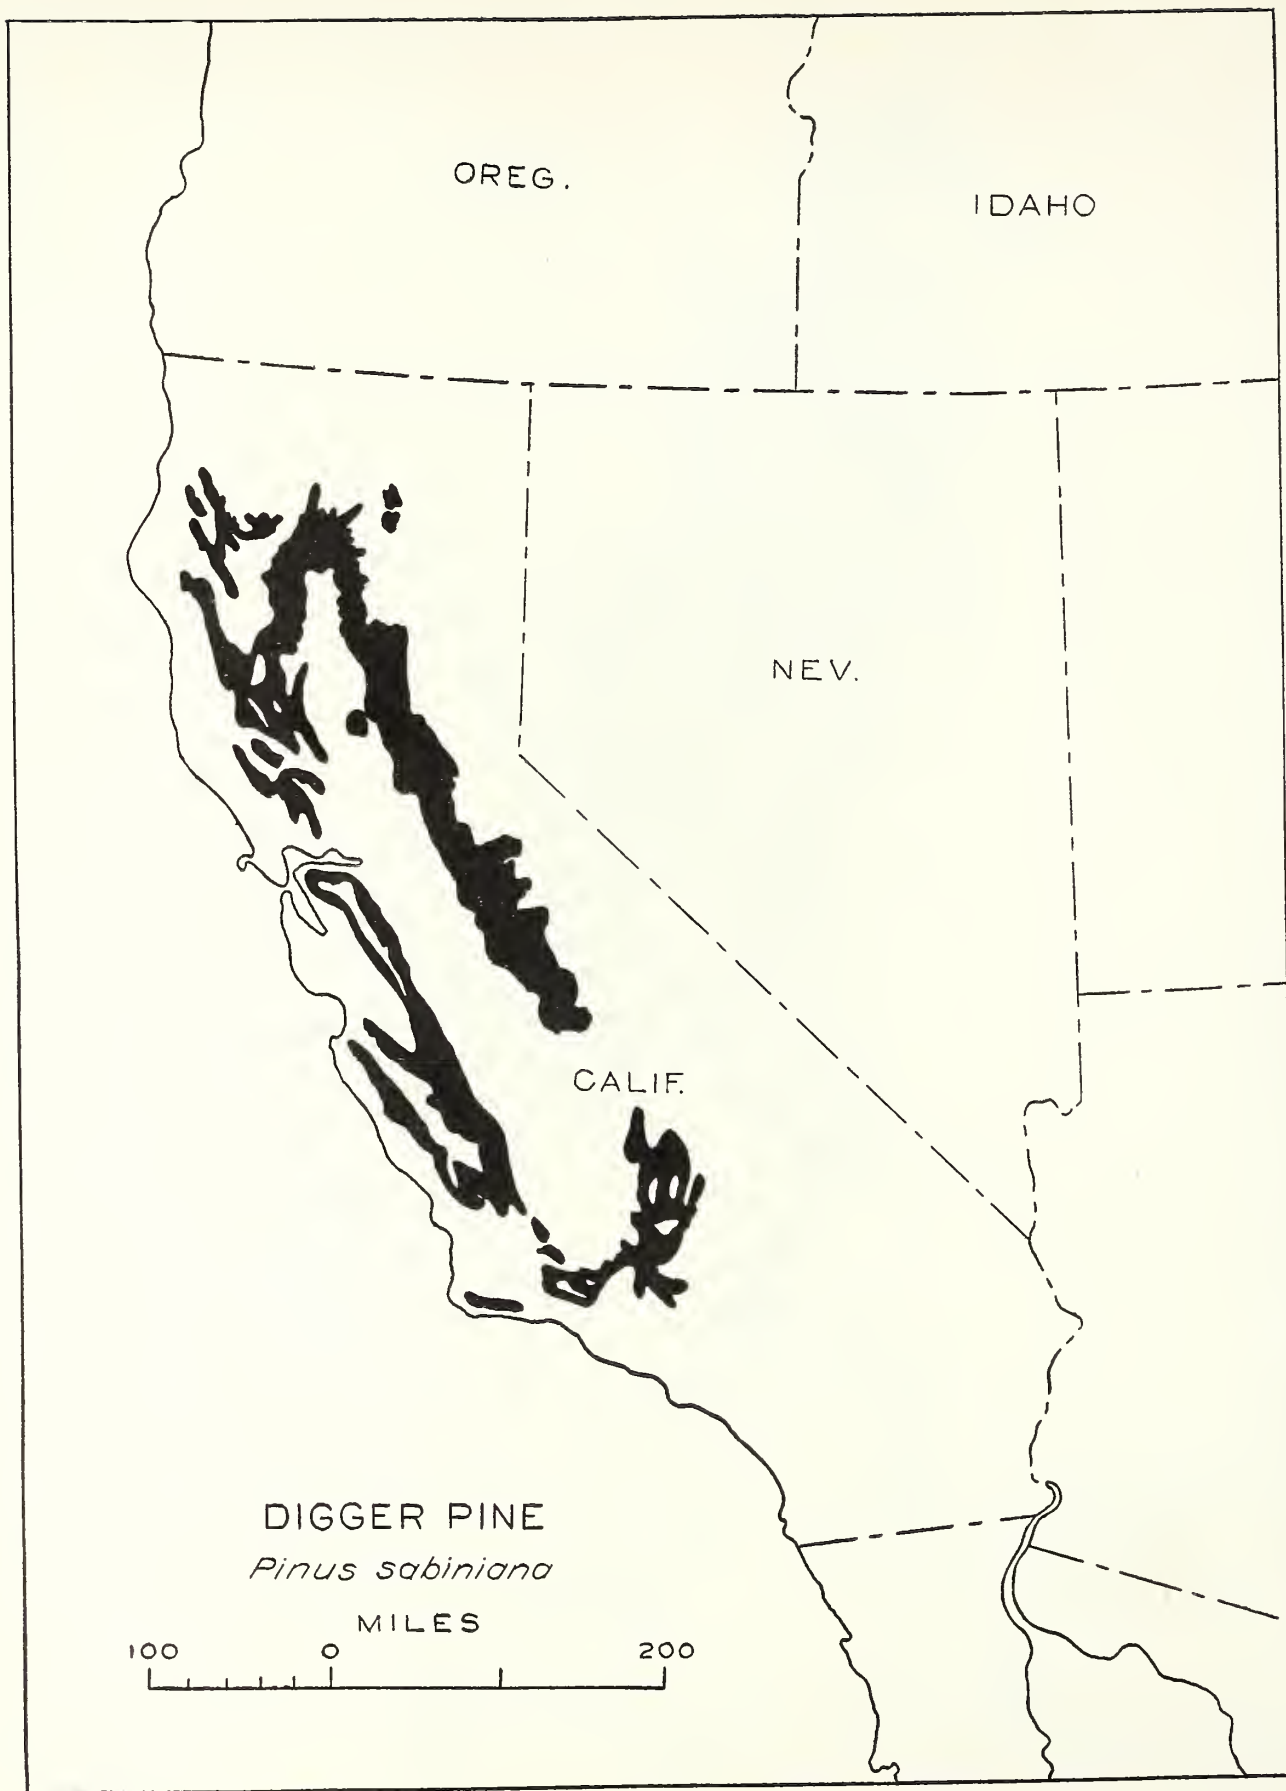 OREG.
IDAHO
NEV.
CALIF.
DIGGER PINE
Pinus sabiniana
MILES
100 0 200